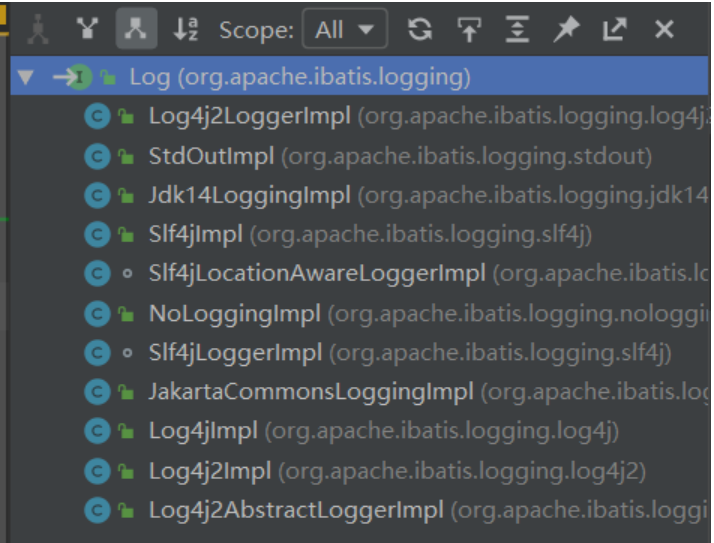 Scope: All
Log (org.apache.ibatis.logging)
Log4j2LoggerImpl (org.apache.ibatis.logging.log4j
StdOutImpl (org.apache.ibatis.logging.stdout)
Jdk14LoggingImpl (org.apache.ibatis.logging.jdk14
Slf4jImpl (org.apache.ibatis.logging.slf4j)
Slf4jLocationAwareLoggerImpl (org.apache.ibatis.lo
NoLoggingImpl (org.apache.ibatis.logging.nologgi
Slf4jLoggerImpl (org.apache.ibatis.logging.slf4j)
JakartaCommonsLoggingImpl (org.apache.ibatis.log
Log4jImpl (org.apache.ibatis.logging.log4j)
Log4j2Impl (org.apache.ibatis.logging.log4j2)
Log4j2AbstractLoggerImpl (org.apache.ibatis.loggi